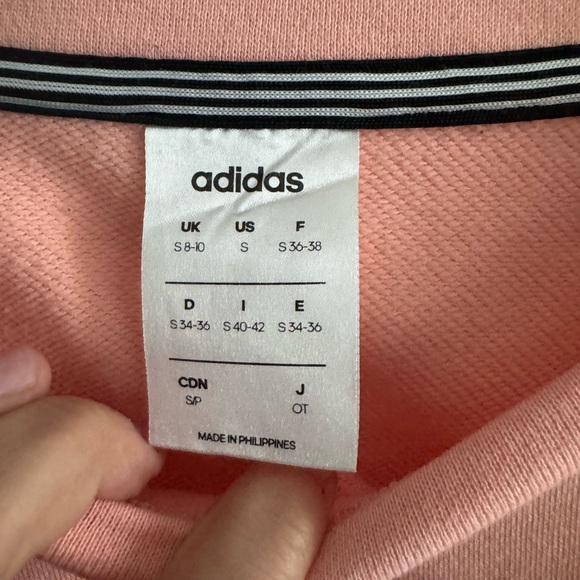 adidas
UK US F
S 8-10 S S 36-38
D I E
S 34-36 S 40-42 S 34-36
CDN J
S/P OT
MADE IN PHILIPPINES